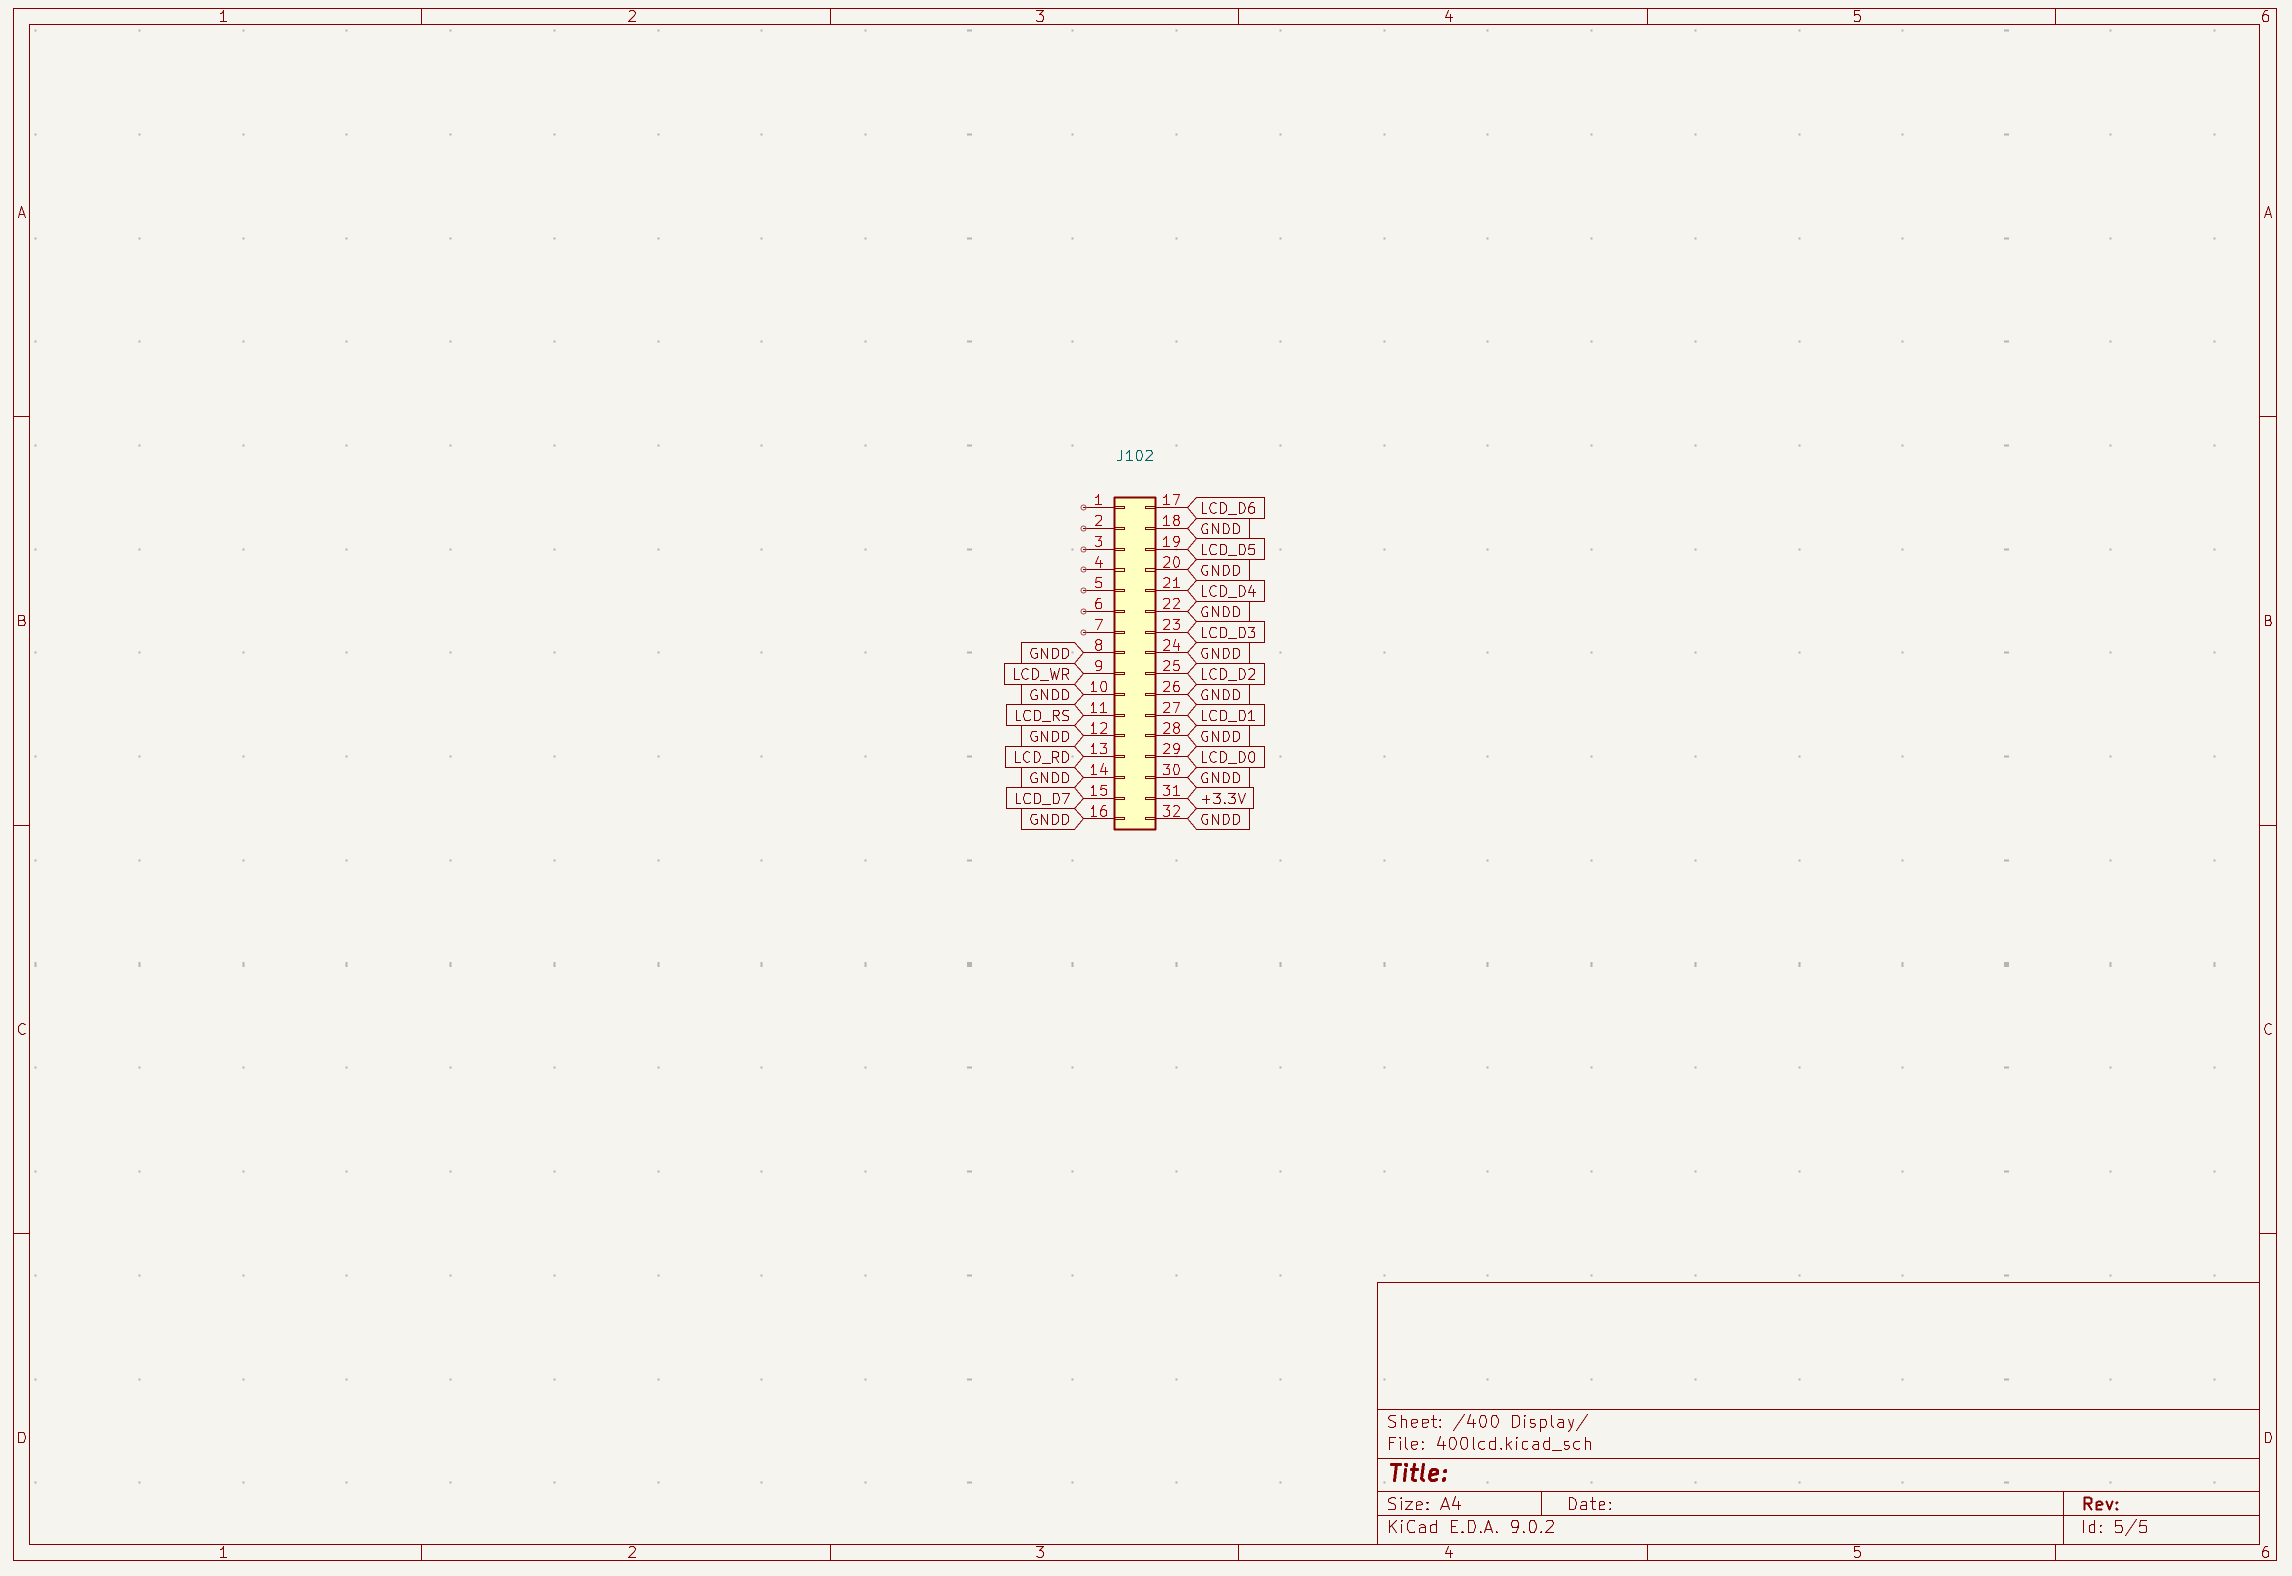 1 2 3 4 5 6
A A
J102
1 17 LCD_D6
2 18 GNDD
3 19 LCD_D5
4 20 GNDD
5 21 LCD_D4
6 22 GNDD
B B
7 23 LCD_D3
GNDD 8 24 GNDD
LCD_WR 9 25 LCD_D2
GNDD 10 26 GNDD
LCD_RS 11 27 LCD_D1
GNDD 12 28 GNDD
LCD_RD 13 29 LCD_D0
GNDD 14 30 GNDD
LCD_D7 15 31 +3.3V
GNDD 16 32 GNDD
C C
Sheet: /400 Display/
File: 400lcd.kicad_sch
D D
Title:
Size: A4 Date: Rev:
KiCad E.D.A. 9.0.2 Id: 5/5
1 2 3 4 5 6